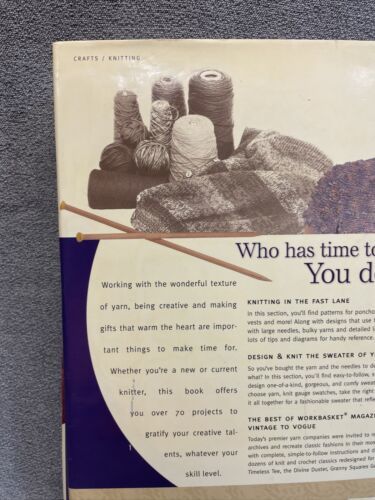 CRAFTS / KNITTING
Who has time to
You d
Working with the wonderful texture
of yarn, being creative and making
gifts that warm the heart are impor-
tant things to make time for.
Whether you're a new or current
knitter, this book offers
you over 70 projects to
gratify your creative tal-
ents, whatever your
skill level.
KNITTING IN THE FAST LANE
In this section, you'll find patterns for poncho
vests and more! Along with designs that use
with large needles, bulky yarns and detailed
lots of tips and diagrams for handy reference.
DESIGN & KNIT THE SWEATER OF Y
So you've bought the yarn and the needles to
what? In this section, you'll find easy-to-follow, s
design one-of-kind, gorgeous, and comfy sweat
choose yarn, knit gauge swatches, take the right
it all together for a fashionable sweater that refle
THE BEST OF WORKBASKET® MAGAZ
VINTAGE TO VOGUE
Today's premier yarn companies were invited to
archives and recreate classic fashions in their mo
with complete, simple-to-follow instructions and d
dozens of knit and crochet classics redesigned for
Timeless Tee, the Divine Duster, Granny Squares G